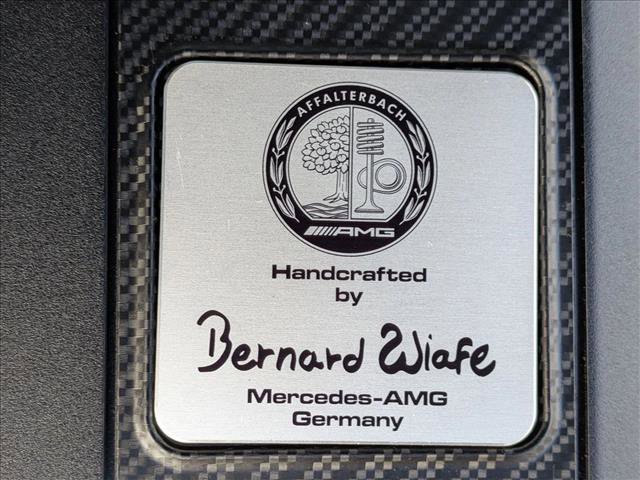 AFFALTERBACH
AMG
Handcrafted
by
Bernard Wiafe
Mercedes-AMG
Germany